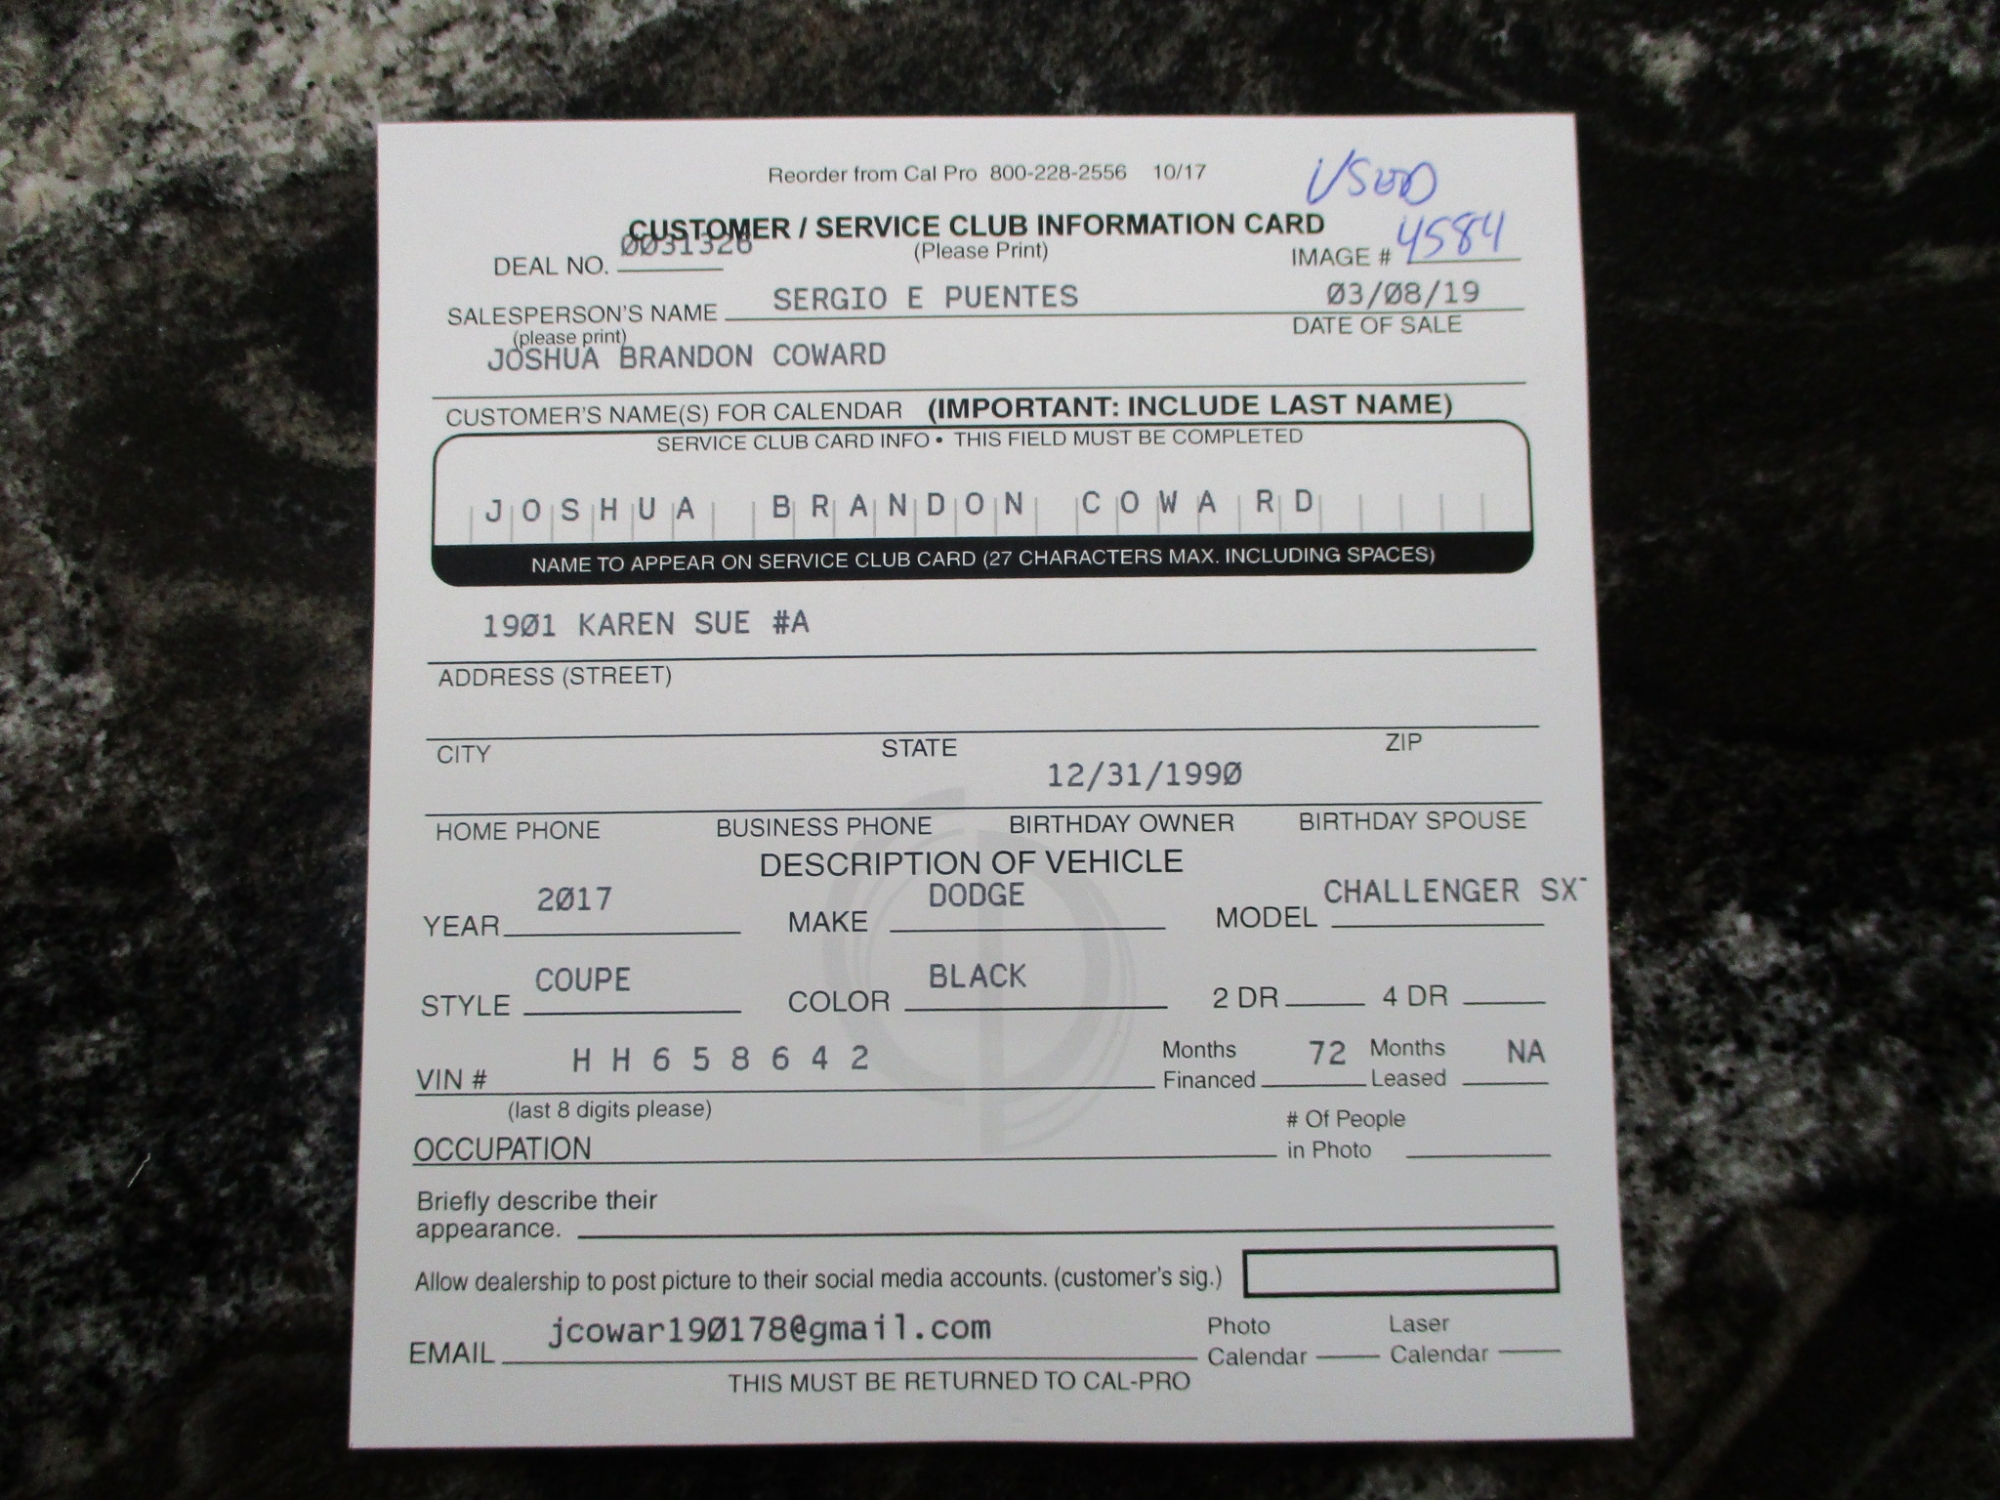 Reorder from Cal Pro 800-228-2556 10/17
USED
CUSTOMER / SERVICE CLUB INFORMATION CARD
(Please Print)
DEAL NO. 0031326
IMAGE # 4584
SALESPERSON'S NAME SERGIO E PUENTES
(please print)
03/08/19
DATE OF SALE
JOSHUA BRANDON COWARD
CUSTOMER'S NAME(S) FOR CALENDAR (IMPORTANT: INCLUDE LAST NAME)
SERVICE CLUB CARD INFO • THIS FIELD MUST BE COMPLETED
JOSHUA BRANDON COWARD
NAME TO APPEAR ON SERVICE CLUB CARD (27 CHARACTERS MAX. INCLUDING SPACES)
1901 KAREN SUE #A
ADDRESS (STREET)
CITY STATE ZIP
12/31/1990
HOME PHONE BUSINESS PHONE BIRTHDAY OWNER BIRTHDAY SPOUSE
DESCRIPTION OF VEHICLE
YEAR 2017 MAKE DODGE MODEL CHALLENGER SX
STYLE COUPE COLOR BLACK 2 DR 4 DR
VIN # H H 6 5 8 6 4 2 Months Financed 72 Months Leased NA
(last 8 digits please)
OCCUPATION # Of People in Photo
Briefly describe their
appearance.
Allow dealership to post picture to their social media accounts. (customer's sig.)
EMAIL jcowar190178@gmail.com Photo Calendar Laser Calendar
THIS MUST BE RETURNED TO CAL-PRO